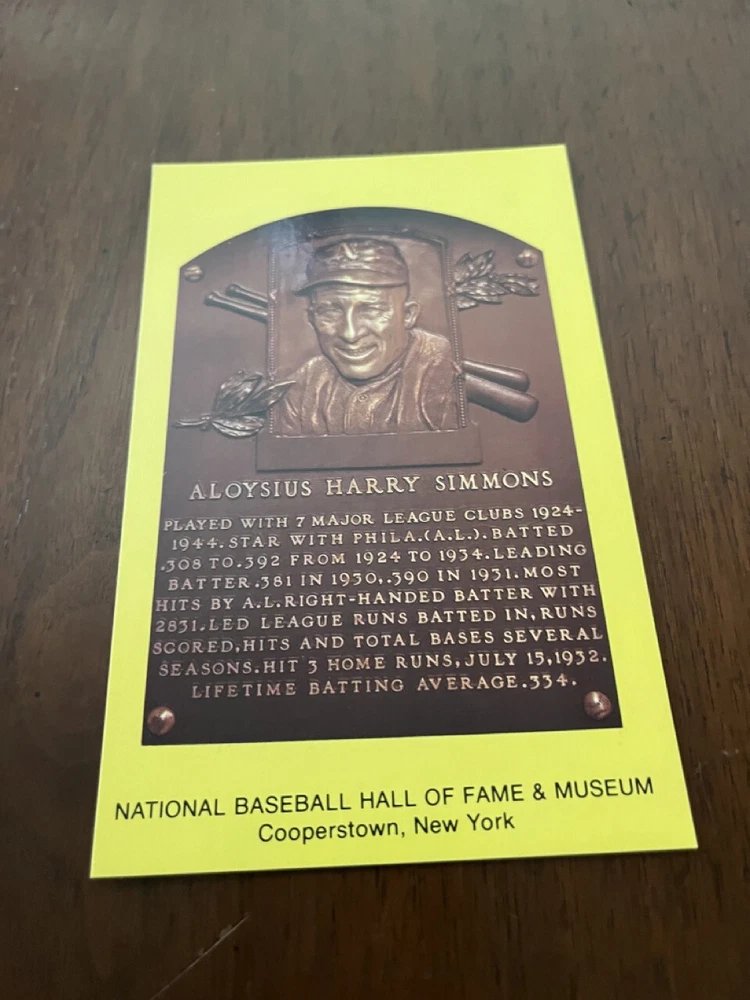 ALOYSIUS HARRY SIMMONS
PLAYED WITH 7 MAJOR LEAGUE CLUBS 1924-
1944. STAR WITH PHILA. (A.L.). BATTED
.308 TO .392 FROM 1924 TO 1934. LEADING
BATTER .381 IN 1930, .390 IN 1931. MOST
HITS BY A.L. RIGHT-HANDED BATTER WITH
2831. LED LEAGUE RUNS BATTED IN, RUNS
SCORED, HITS AND TOTAL BASES SEVERAL
SEASONS. HIT 3 HOME RUNS, JULY 15, 1932.
LIFETIME BATTING AVERAGE .334.
NATIONAL BASEBALL HALL OF FAME & MUSEUM
Cooperstown, New York